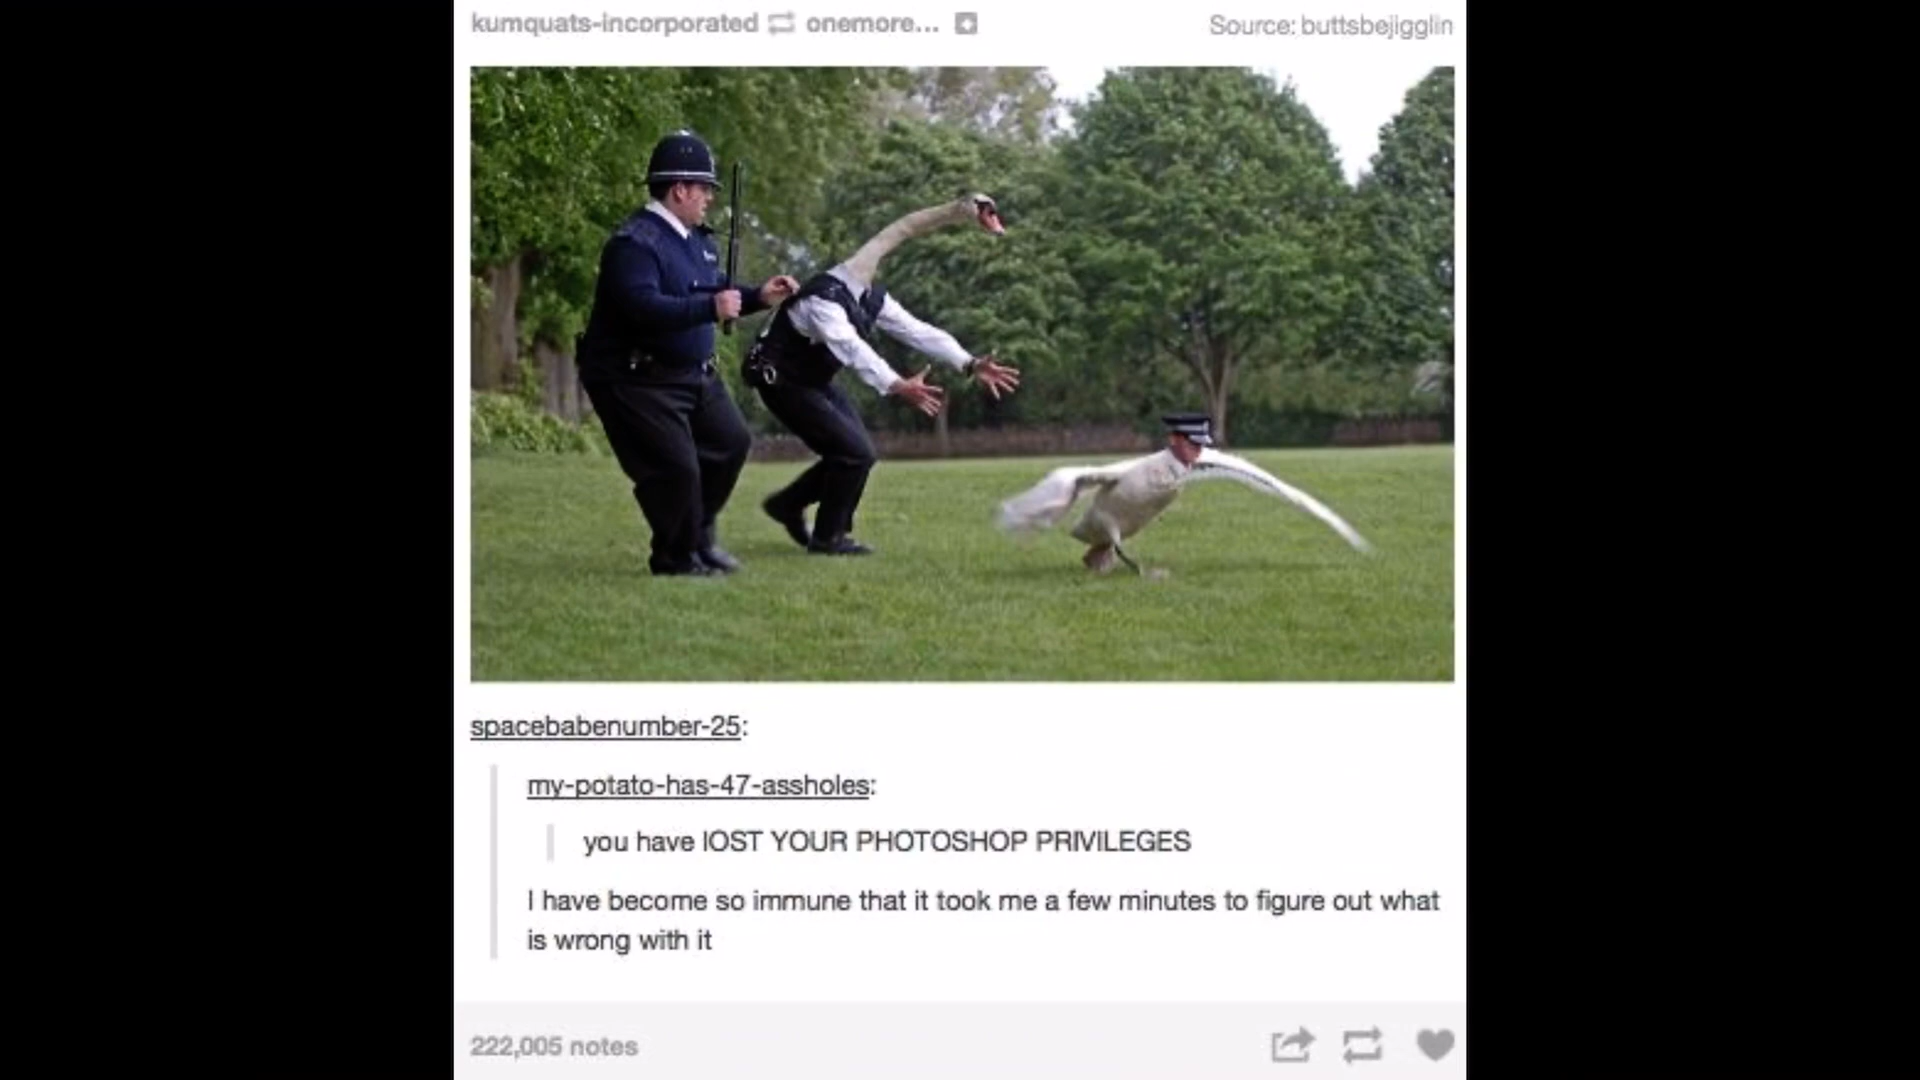 kumquats-incorporated onemore...
Source: buttsbejigglin
spacebabenumber-25:
my-potato-has-47-assholes:
you have lOST YOUR PHOTOSHOP PRIVILEGES
I have become so immune that it took me a few minutes to figure out what
is wrong with it
222,005 notes